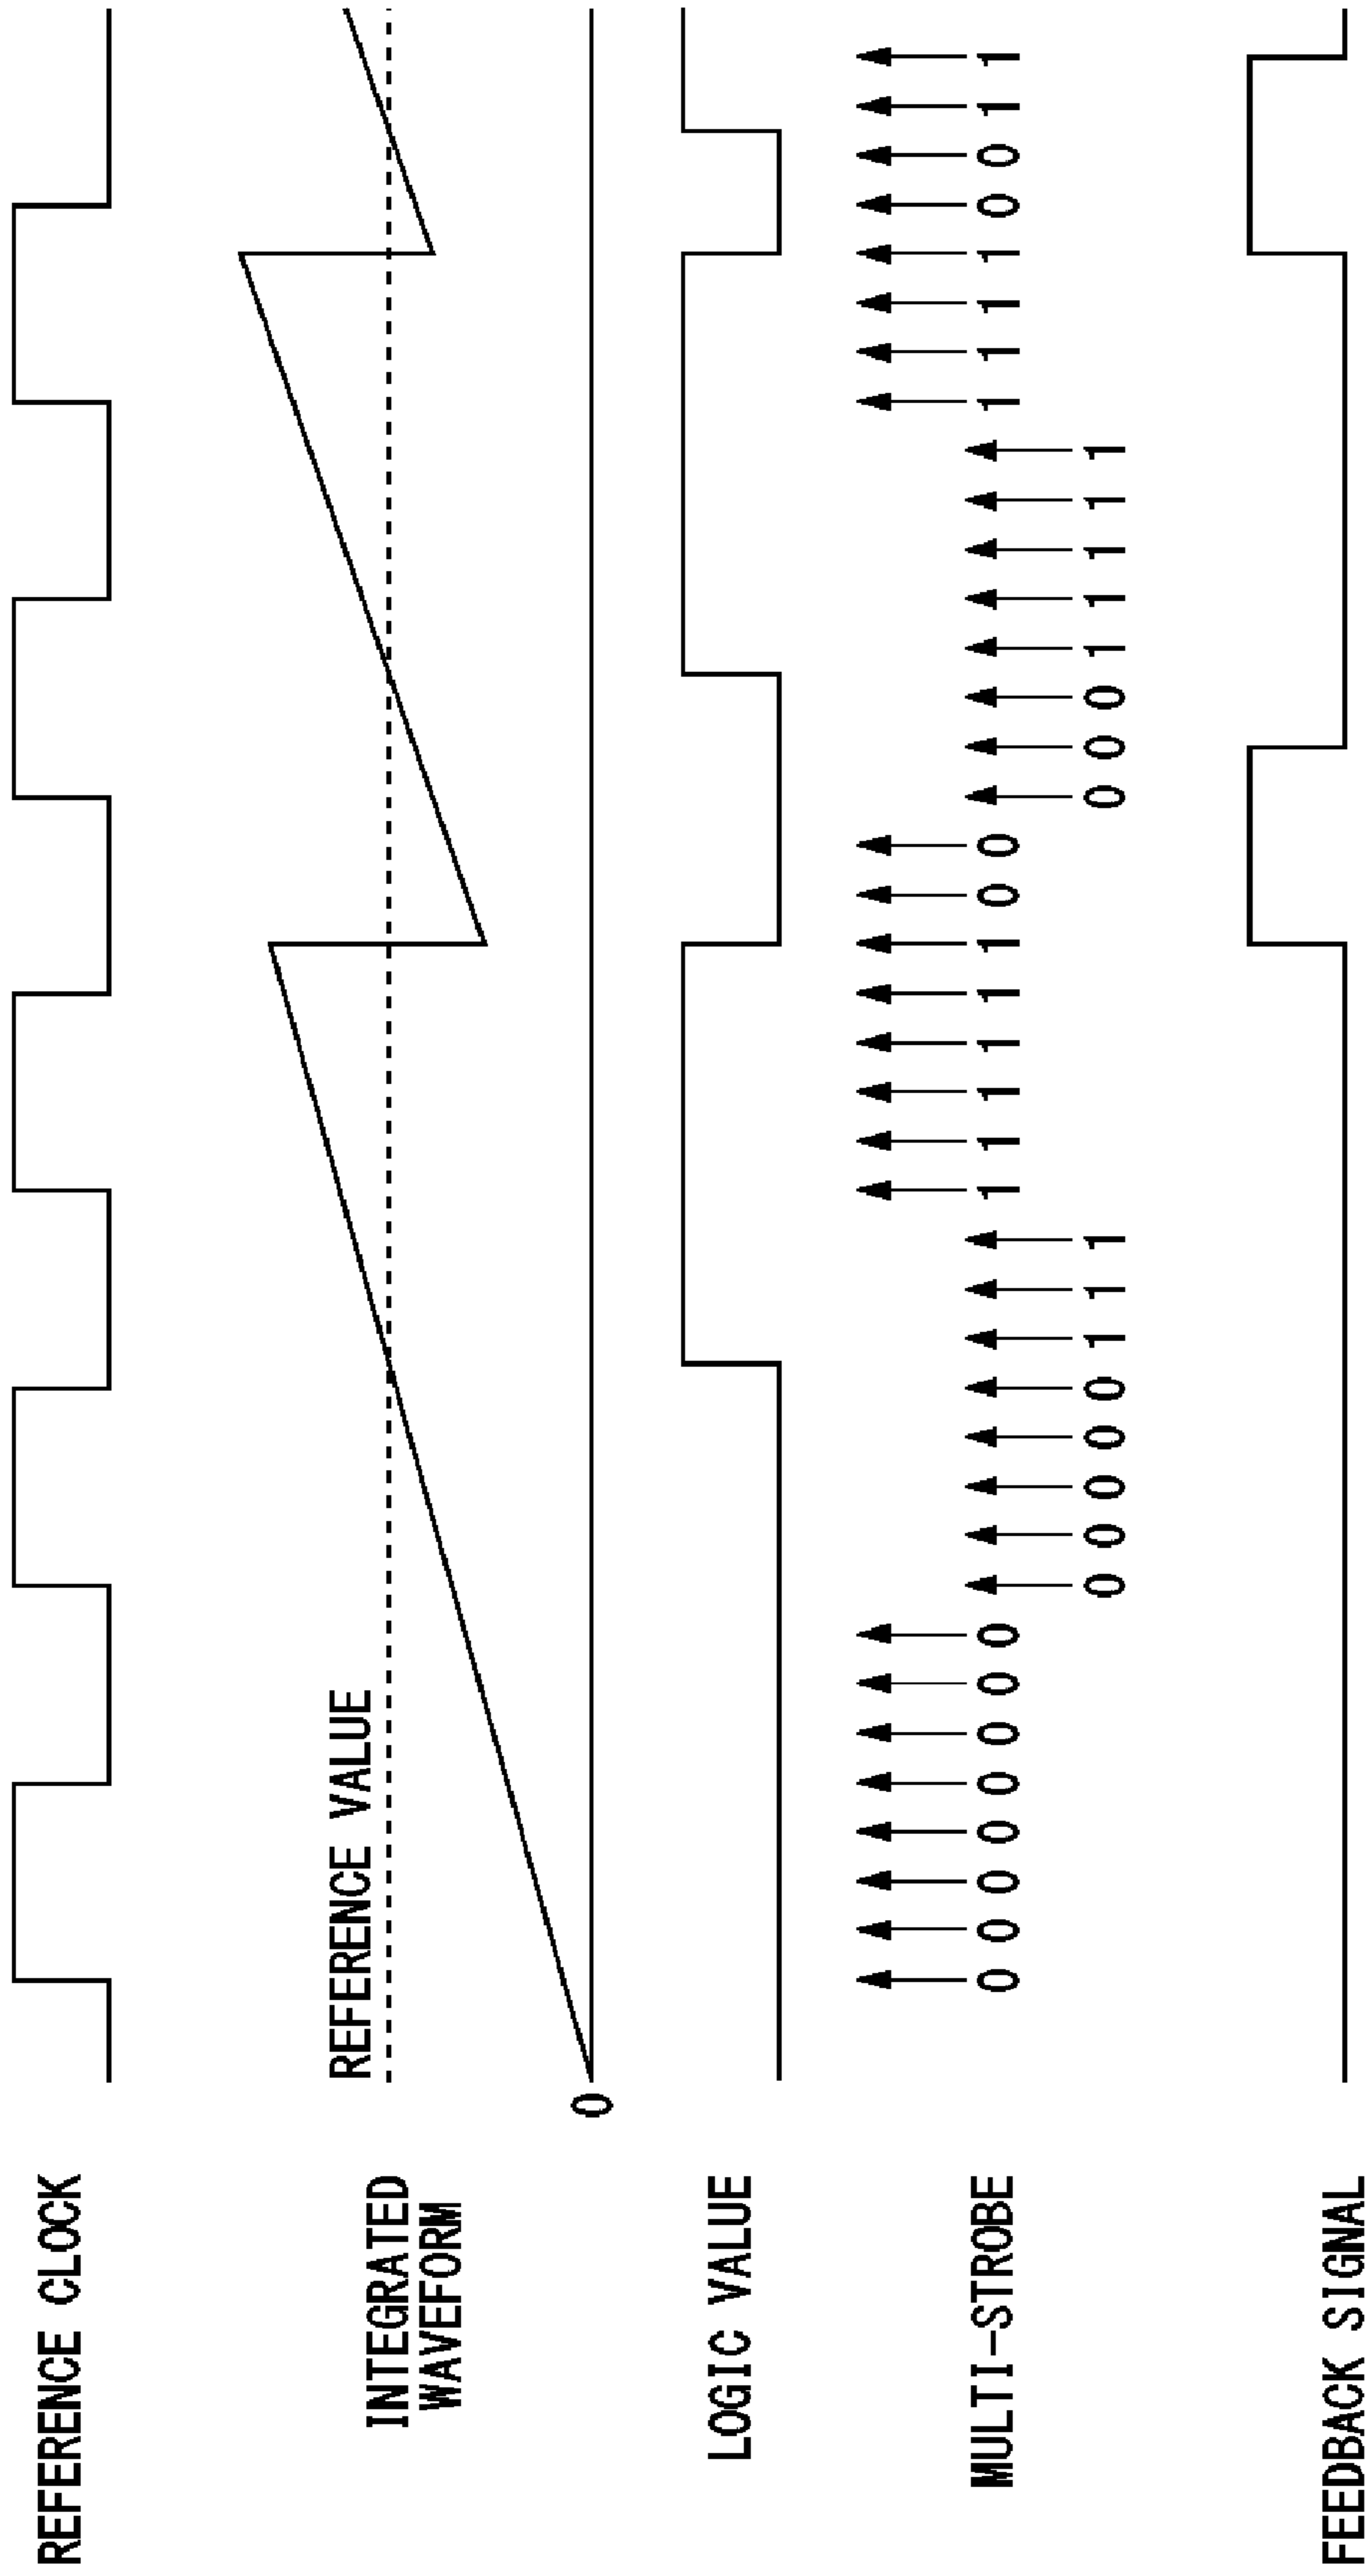 REFERENCE CLOCK
REFERENCE VALUE
INTEGRATED
WAVEFORM
0
LOGIC VALUE
MULTI-STROBE
0 0 0 0 0 0 0 0 1 1 1 1 1 1 0 0 1 1 1 1 0 0 1 1
0 0 0 0 0 1 1 1 0 0 0 1 1 1 1 1
FEEDBACK SIGNAL